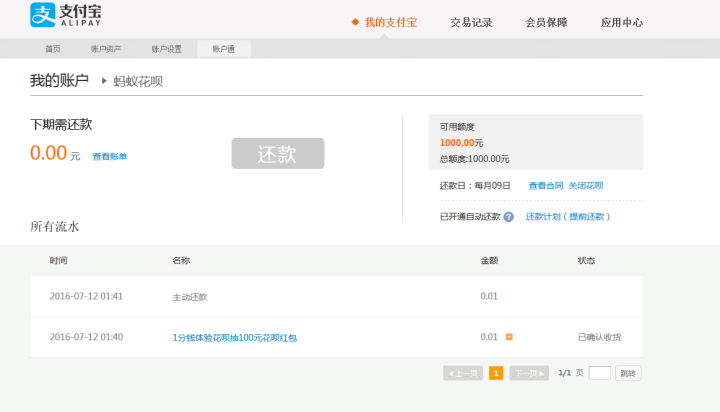 支付宝
ALIPAY
我的支付宝 交易记录 会员保障 应用中心
首页 账户资产 账户设置 账户通
我的账户 蚂蚁花呗
下期需还款
0.00 元 查看账单
还款
可用额度
1000.00元
总额度:1000.00元
还款日：每月09日 查看合同 关闭花呗
已开通自动还款 ? 还款计划（提前还款）
所有流水
时间 名称 金额 状态
2016-07-12 01:41 主动还款 0.01
2016-07-12 01:40 1分钱体验花呗抽100元花呗红包 0.01 已确认收货
上一页 1 下一页 1/1 页 跳转